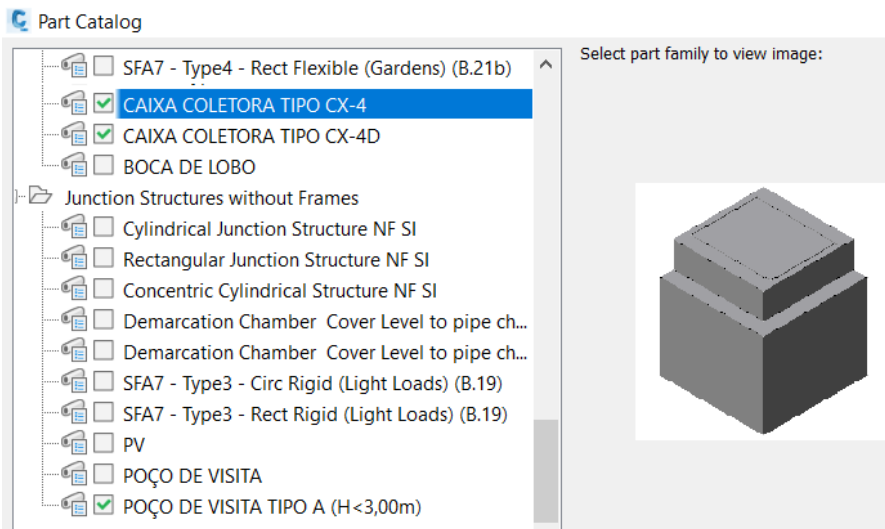 Part Catalog
Select part family to view image:
SFA7 - Type4 - Rect Flexible (Gardens) (B.21b)
CAIXA COLETORA TIPO CX-4
CAIXA COLETORA TIPO CX-4D
BOCA DE LOBO
Junction Structures without Frames
Cylindrical Junction Structure NF SI
Rectangular Junction Structure NF SI
Concentric Cylindrical Structure NF SI
Demarcation Chamber Cover Level to pipe ch...
Demarcation Chamber Cover Level to pipe ch...
SFA7 - Type3 - Circ Rigid (Light Loads) (B.19)
SFA7 - Type3 - Rect Rigid (Light Loads) (B.19)
PV
POÇO DE VISITA
POÇO DE VISITA TIPO A (H<3,00m)